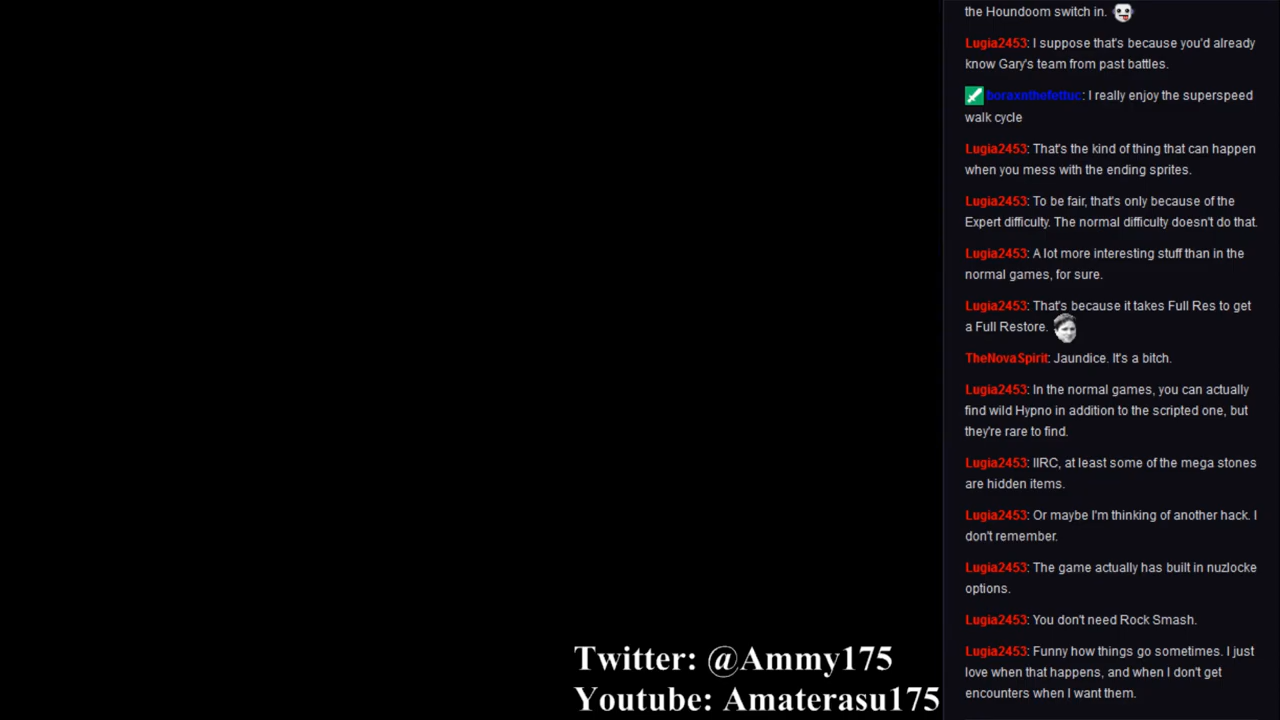 the Houndoom switch in.
Lugia2453: I suppose that's because you'd already
know Gary's team from past battles.
boraxnthefettuc: I really enjoy the superspeed
walk cycle
Lugia2453: That's the kind of thing that can happen
when you mess with the ending sprites.
Lugia2453: To be fair, that's only because of the
Expert difficulty. The normal difficulty doesn't do that.
Lugia2453: A lot more interesting stuff than in the
normal games, for sure.
Lugia2453: That's because it takes Full Res to get
a Full Restore.
TheNovaSpirit: Jaundice. It's a bitch.
Lugia2453: In the normal games, you can actually
find wild Hypno in addition to the scripted one, but
they're rare to find.
Lugia2453: IIRC, at least some of the mega stones
are hidden items.
Lugia2453: Or maybe I'm thinking of another hack. I
don't remember.
Lugia2453: The game actually has built in nuzlocke
options.
Lugia2453: You don't need Rock Smash.
Lugia2453: Funny how things go sometimes. I just
love when that happens, and when I don't get
encounters when I want them.
Twitter: @Ammy175
Youtube: Amaterasu175